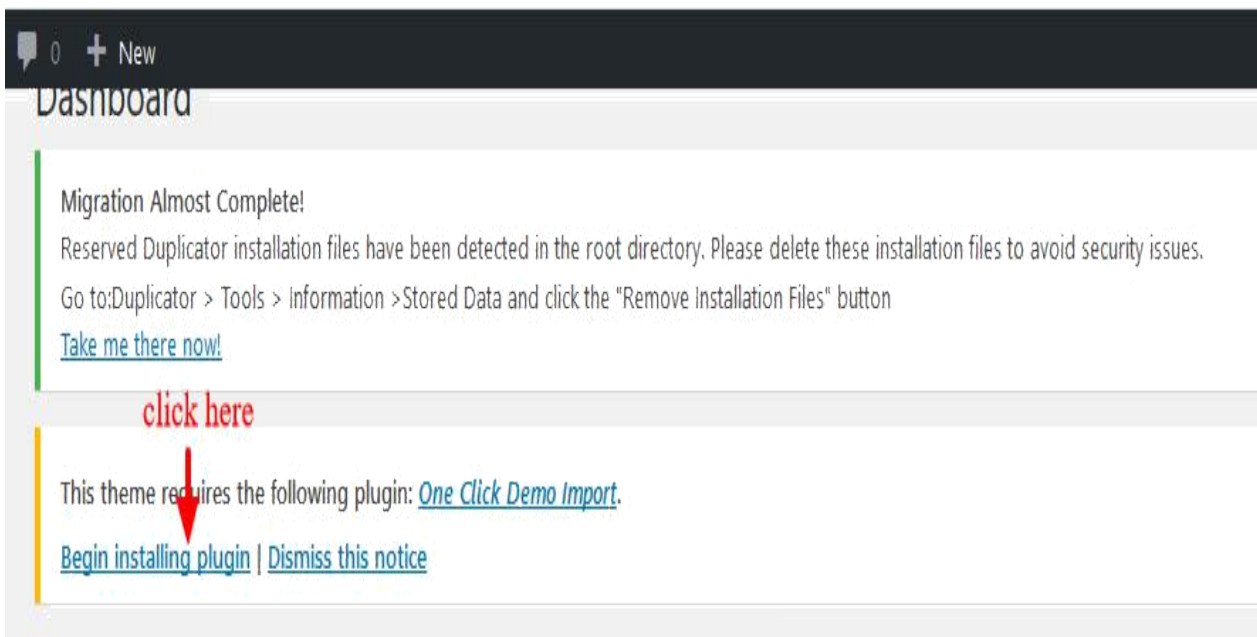 0 + New
Dashboard
Migration Almost Complete!
Reserved Duplicator installation files have been detected in the root directory. Please delete these installation files to avoid security issues.
Go to:Duplicator > Tools > Information >Stored Data and click the "Remove Installation Files" button
Take me there now!
click here
This theme requires the following plugin: One Click Demo Import.
Begin installing plugin | Dismiss this notice